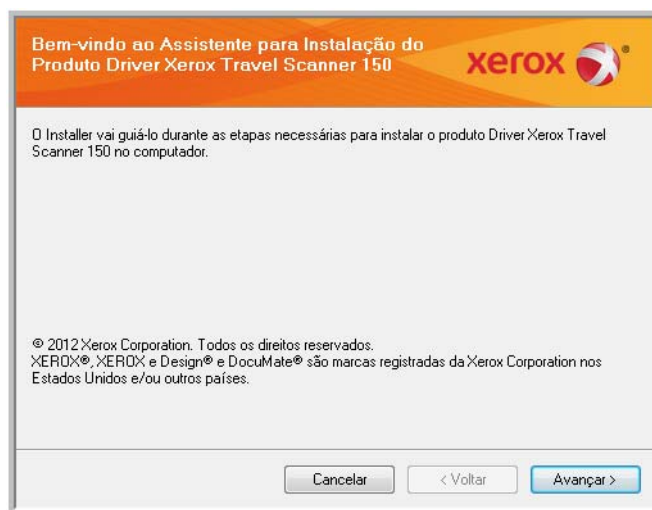 Bem-vindo ao Assistente para Instalação do
Produto Driver Xerox Travel Scanner 150
xerox
O Installer vai guiá-lo durante as etapas necessárias para instalar o produto Driver Xerox Travel
Scanner 150 no computador.
© 2012 Xerox Corporation. Todos os direitos reservados.
XEROX®, XEROX e Design® e DocuMate® são marcas registradas da Xerox Corporation nos
Estados Unidos e/ou outros países.
Cancelar < Voltar Avançar >